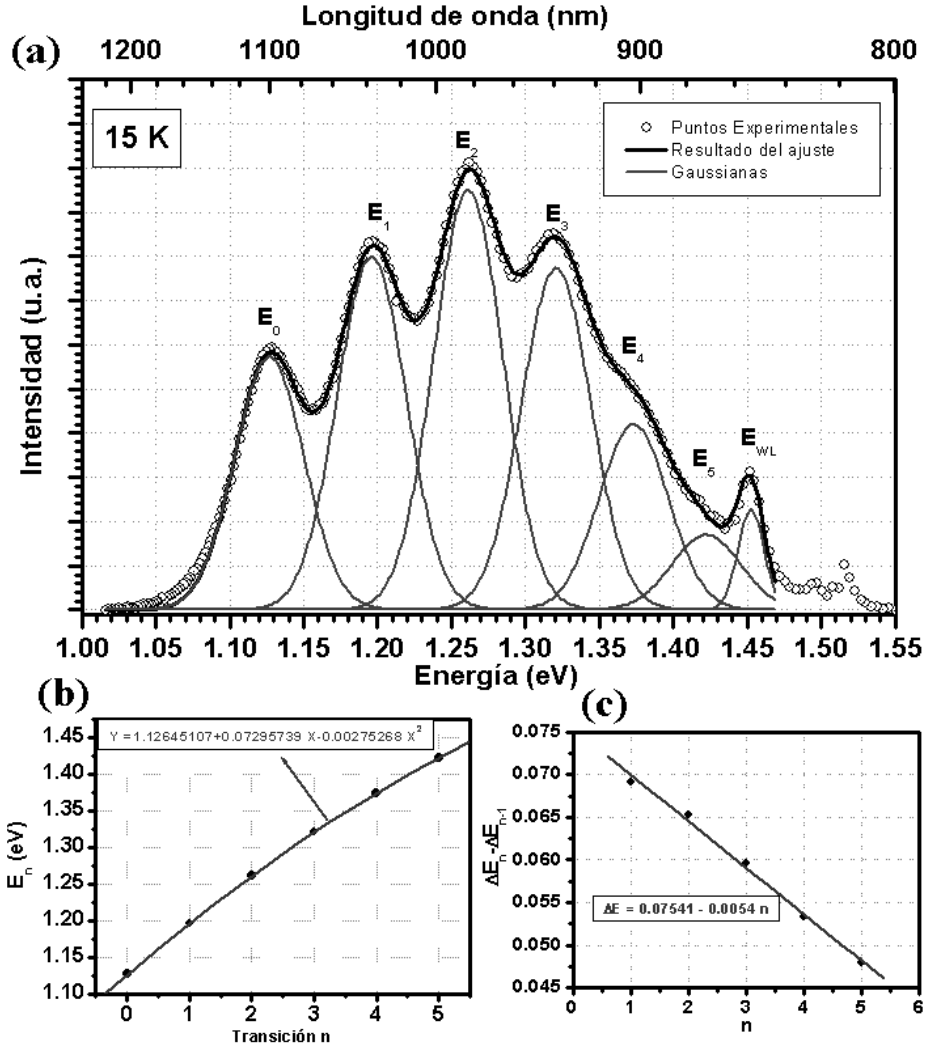 Longitud de onda (nm)
(a)
1200 1100 1000 900 800
15 K
Puntos Experimentales
Resultado del ajuste
Gaussianas
E0
E1
E2
E3
E4
E5
EWL
Intensidad (u.a.)
1.00 1.10 1.10 1.13 1.20 1.23 1.30 1.35 1.40 1.45 1.50 1.55
Energía (eV)
(b)
Y =1.12645107+0.07295739 X-0.00275268 X²
1.45
1.40
1.35
1.30
1.25
1.20
1.15
1.10
En (eV)
0 1 2 3 4 5
Transición n
(c)
0.075
0.070
0.065
0.060
0.055
0.050
0.045
ΔEn-ΔEn-1
ΔE = 0.07541 - 0.0054 n
0 1 2 3 4 5 6
n